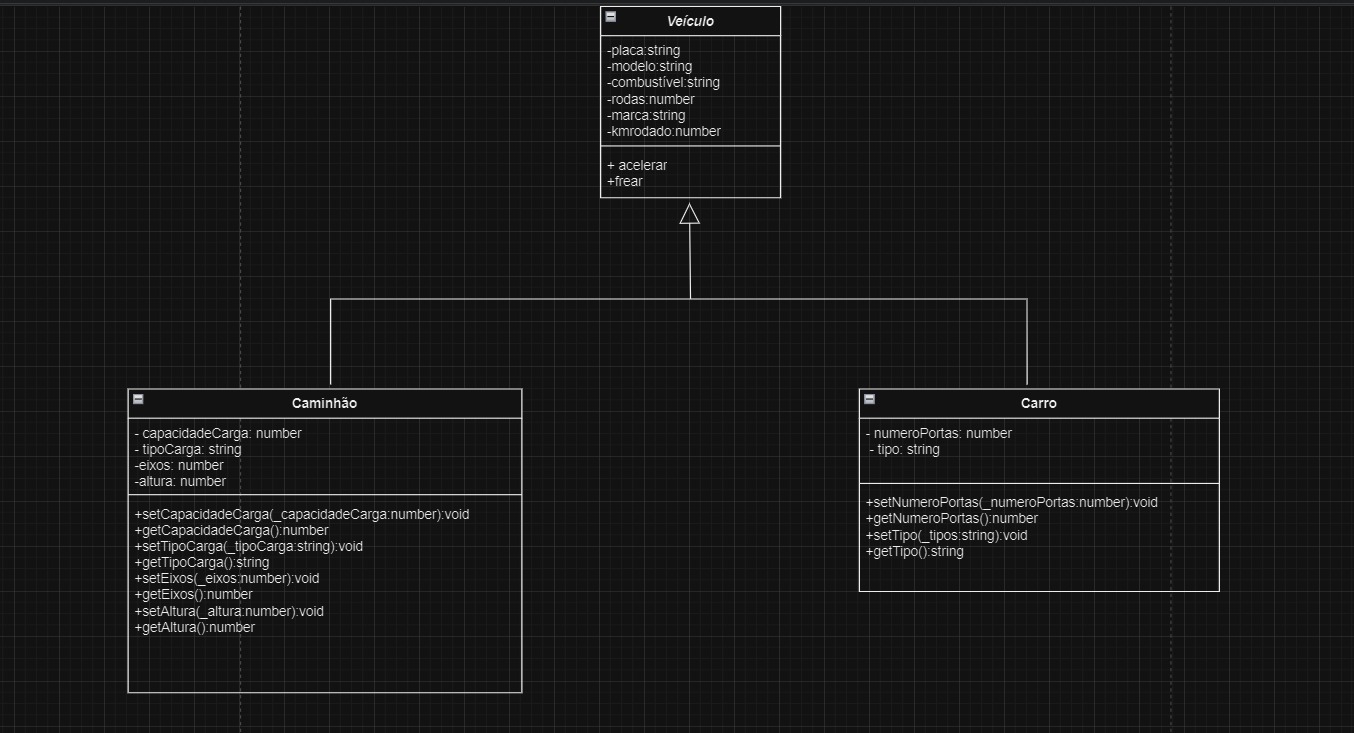 Veículo
-placa:string
-modelo:string
-combustível:string
-rodas:number
-marca:string
-kmrodado:number
+ acelerar
+frear
Caminhão
- capacidadeCarga: number
- tipoCarga: string
-eixos: number
-altura: number
+setCapacidadeCarga(_capacidadeCarga:number):void
+getCapacidadeCarga():number
+setTipoCarga(_tipoCarga:string):void
+getTipoCarga():string
+setEixos(_eixos:number):void
+getEixos():number
+setAltura(_altura:number):void
+getAltura():number
Carro
- numeroPortas: number
- tipo: string
+setNumeroPortas(_numeroPortas:number):void
+getNumeroPortas():number
+setTipo(_tipos:string):void
+getTipo():string